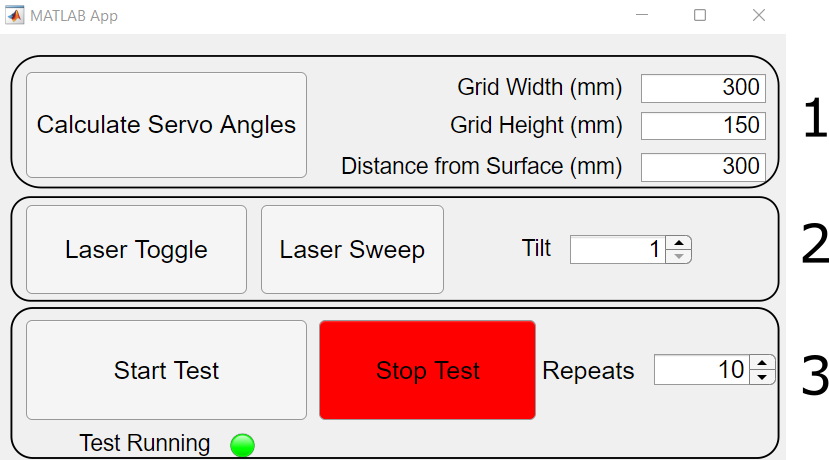 MATLAB App
Calculate Servo Angles
Grid Width (mm) 300
Grid Height (mm) 150
Distance from Surface (mm) 300
1
Laser Toggle Laser Sweep Tilt 1
2
Start Test Stop Test Repeats 10
3
Test Running